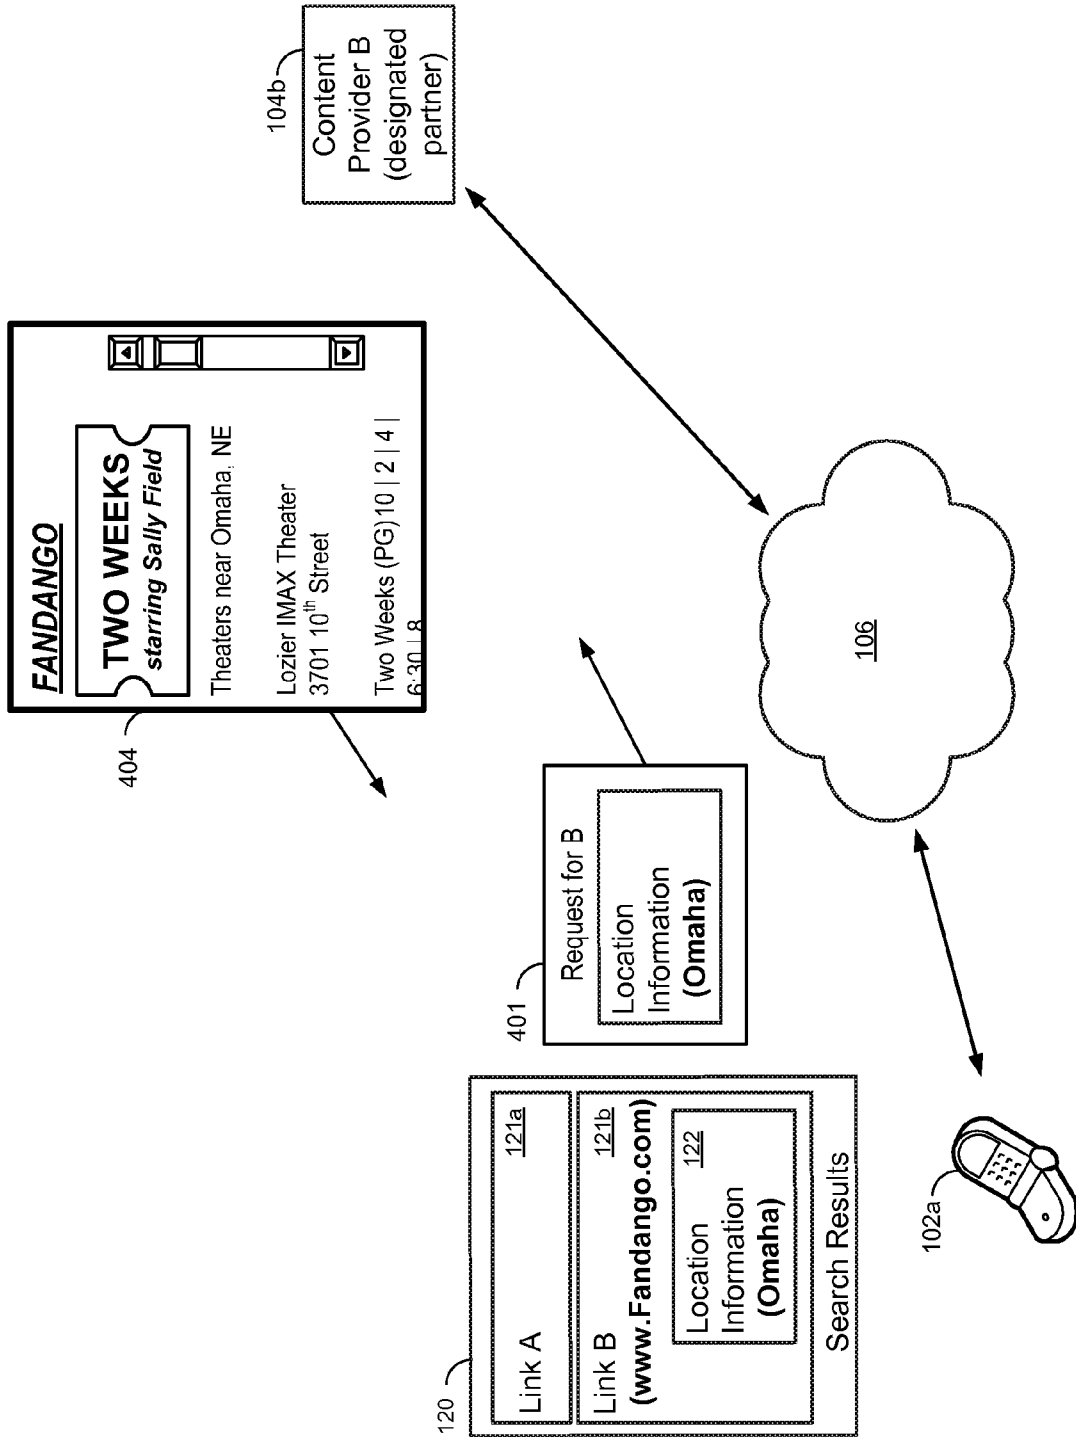 120
Link A
121a
Link B
121b
(www.Fandango.com)
Location
122
Information
(Omaha)
Search Results
401
Request for B
Location
Information
(Omaha)
404
FANDANGO
TWO WEEKS
starring Sally Field
Theaters near Omaha, NE
Lozier IMAX Theater
3701 10th Street
Two Weeks (PG)10 | 2 | 4 |
6:30 | 8
104b
Content
Provider B
(designated
partner)
106
102a